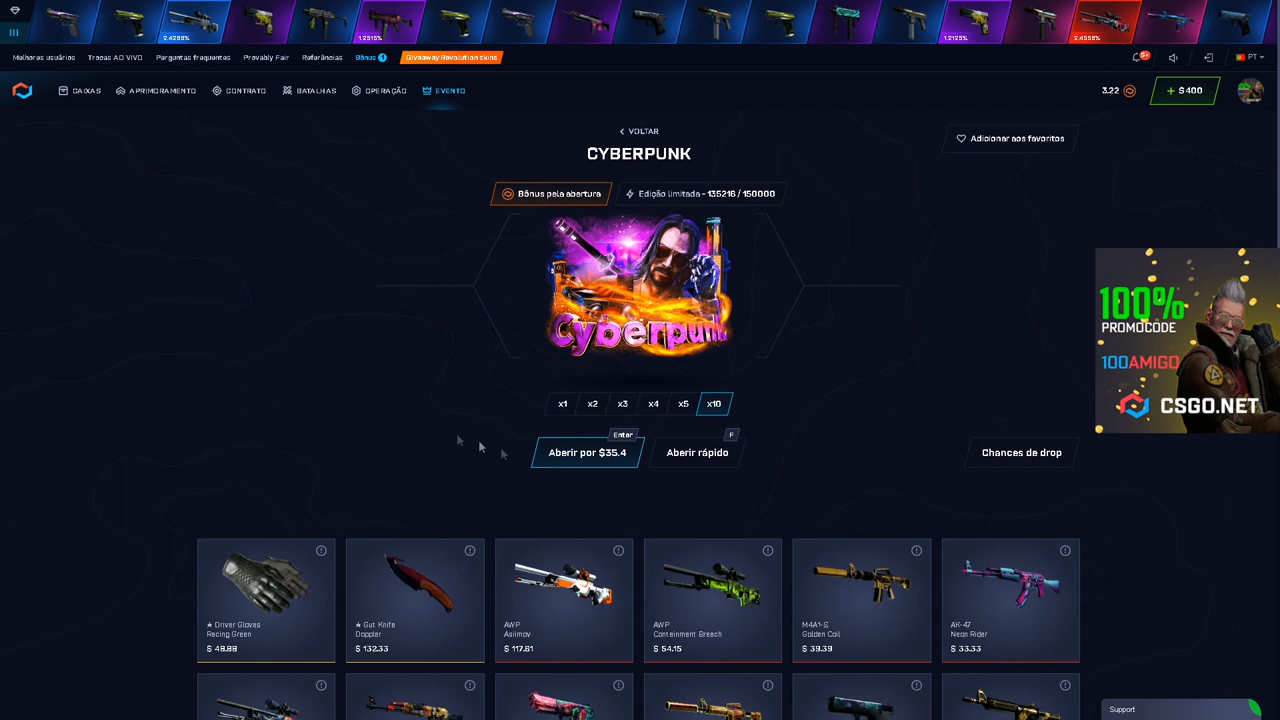 2.4288%
1.2515%
1.2125%
2.4558%
Melhores usuários
Trocas AO VIVO
Perguntas frequentes
Provably Fair
Referências
Bônus 1
Giveaway Revolution skins
9+
PT
CAIXAS
APRIMORAMENTO
CONTRATO
BATALHAS
OPERAÇÃO
EVENTO
3.22
+ $400
VOLTAR
CYBERPUNK
Adicionar aos favoritos
Bônus pela abertura
Edição limitada - 135216 / 150000
Cyberpunk
100%
PROMOCODE
100AMIGO
CSGO.NET
x1
x2
x3
x4
x5
x10
Enter
F
Aberir por $35.4
Aberir rápido
Chances de drop
★ Driver Gloves
Racing Green
$ 48.88
★ Gut Knife
Doppler
$ 132.33
AWP
Asiimov
$ 117.61
AWP
Containment Breach
$ 54.15
M4A1-S
Golden Coil
$ 39.39
AK-47
Neon Rider
$ 33.33
Support